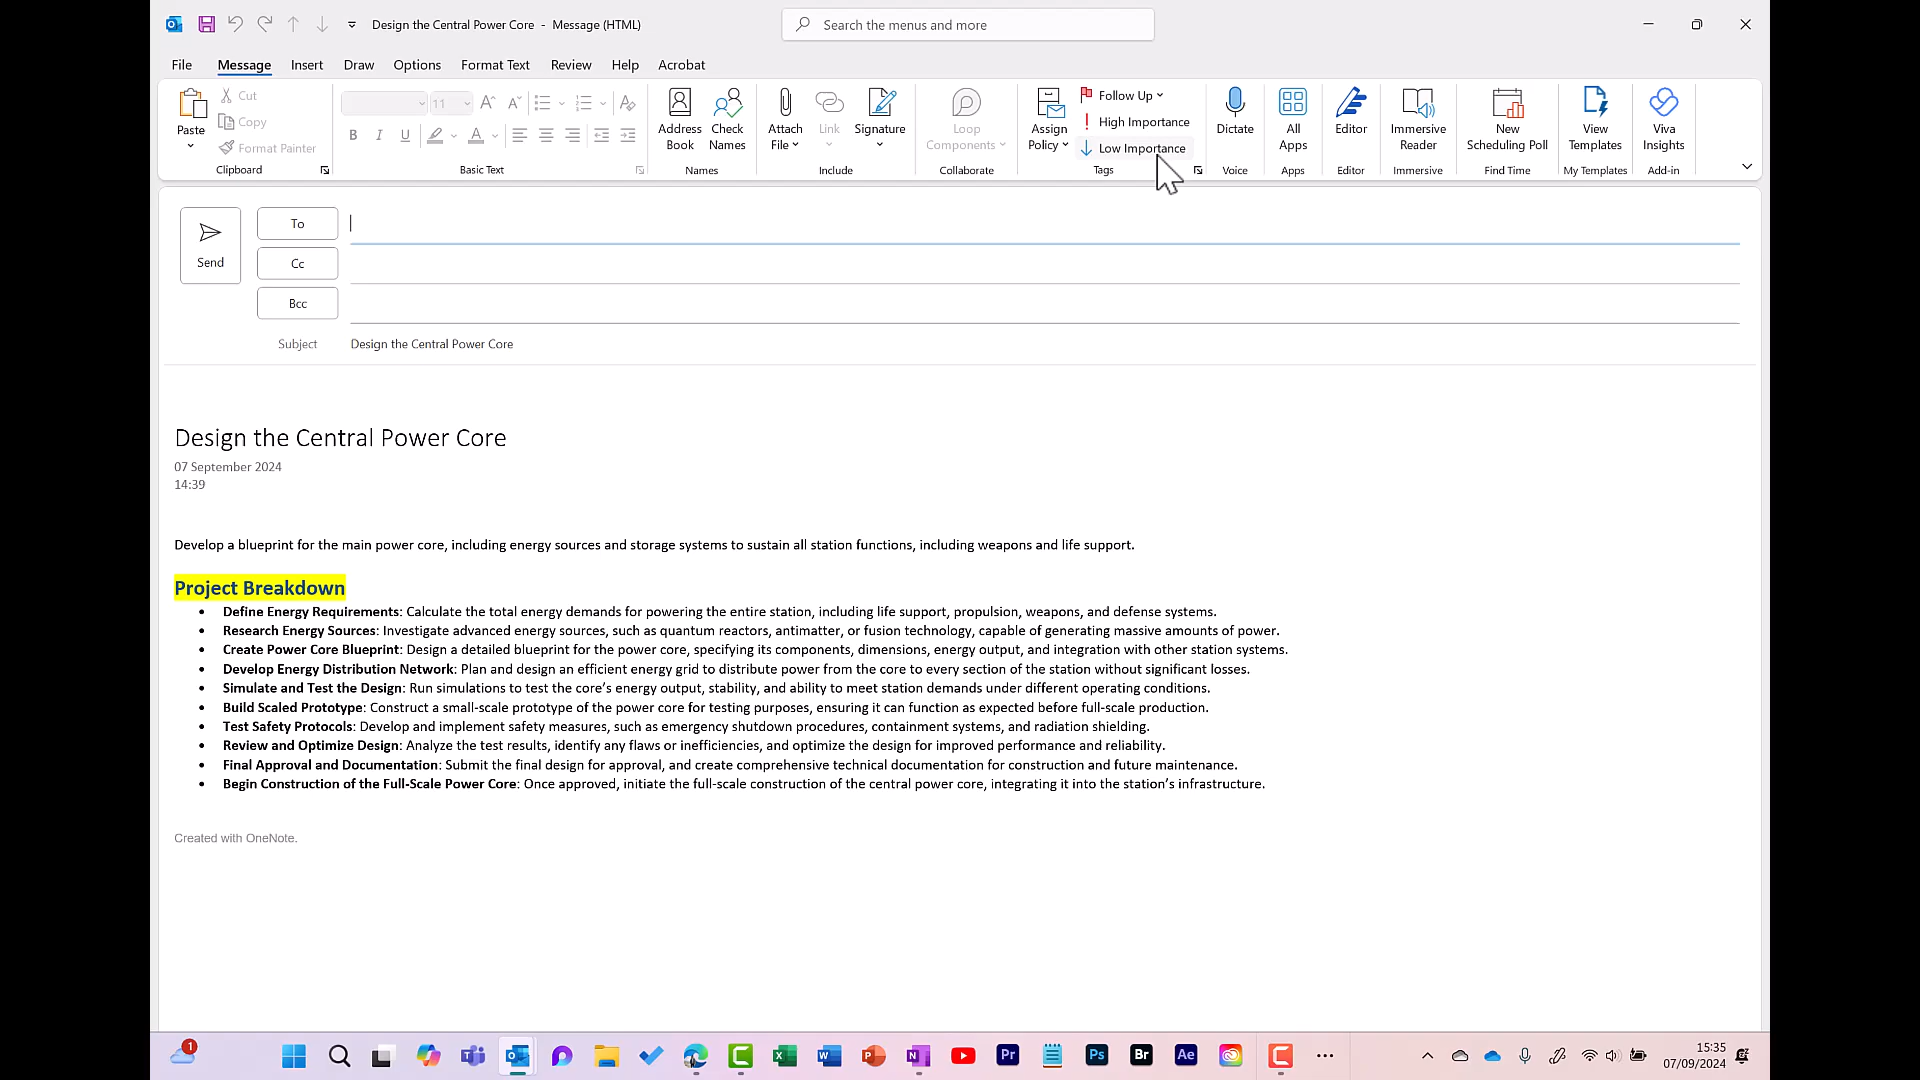 Design the Central Power Core - Message (HTML)
Search the menus and more
File Message Insert Draw Options Format Text Review Help Acrobat
Paste
Cut
Copy
Format Painter
Clipboard
11
Basic Text
Address Book
Check Names
Names
Attach File
Link
Signature
Include
Loop Components
Collaborate
Assign Policy
Follow Up
High Importance
Low Importance
Tags
Dictate
Voice
All Apps
Apps
Editor
Editor
Immersive Reader
Immersive
New Scheduling Poll
Find Time
View Templates
My Templates
Viva Insights
Add-in
Send
To
Cc
Bcc
Subject Design the Central Power Core
Design the Central Power Core
07 September 2024
14:39
Develop a blueprint for the main power core, including energy sources and storage systems to sustain all station functions, including weapons and life support.
Project Breakdown
• Define Energy Requirements: Calculate the total energy demands for powering the entire station, including life support, propulsion, weapons, and defense systems.
• Research Energy Sources: Investigate advanced energy sources, such as quantum reactors, antimatter, or fusion technology, capable of generating massive amounts of power.
• Create Power Core Blueprint: Design a detailed blueprint for the power core, specifying its components, dimensions, energy output, and integration with other station systems.
• Develop Energy Distribution Network: Plan and design an efficient energy grid to distribute power from the core to every section of the station without significant losses.
• Simulate and Test the Design: Run simulations to test the core’s energy output, stability, and ability to meet station demands under different operating conditions.
• Build Scaled Prototype: Construct a small-scale prototype of the power core for testing purposes, ensuring it can function as expected before full-scale production.
• Test Safety Protocols: Develop and implement safety measures, such as emergency shutdown procedures, containment systems, and radiation shielding.
• Review and Optimize Design: Analyze the test results, identify any flaws or inefficiencies, and optimize the design for improved performance and reliability.
• Final Approval and Documentation: Submit the final design for approval, and create comprehensive technical documentation for construction and future maintenance.
• Begin Construction of the Full-Scale Power Core: Once approved, initiate the full-scale construction of the central power core, integrating it into the station’s infrastructure.
Created with OneNote.
1
Pr
Ps
Br
Ae
15:35
07/09/2024